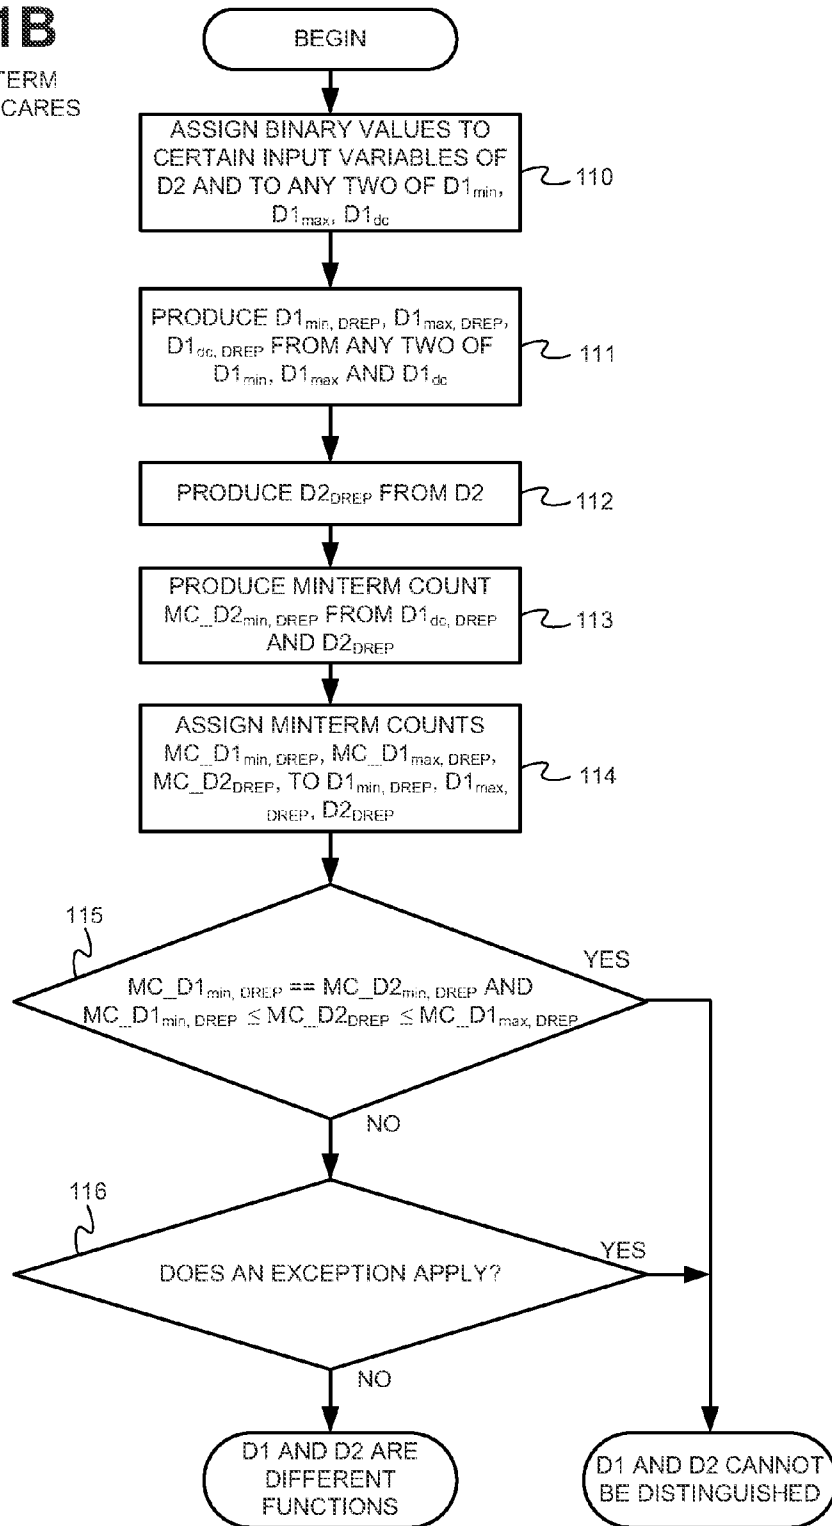 1B
TERM
CARES
BEGIN
ASSIGN BINARY VALUES TO
CERTAIN INPUT VARIABLES OF
D2 AND TO ANY TWO OF D1min,
D1max, D1dc
110
PRODUCE D1min, DREP, D1max, DREP,
D1dc, DREP FROM ANY TWO OF
D1min, D1max AND D1dc
111
PRODUCE D2DREP FROM D2
112
PRODUCE MINTERM COUNT
MC_D2min, DREP FROM D1dc, DREP
AND D2DREP
113
ASSIGN MINTERM COUNTS
MC_D1min, DREP, MC_D1max, DREP,
MC_D2DREP, TO D1min, DREP, D1max,
DREP, D2DREP
114
115
YES
MC_D1min, DREP == MC_D2min, DREP AND
MC_D1min, DREP ≤ MC_D2DREP ≤ MC_D1max, DREP
NO
116
YES
DOES AN EXCEPTION APPLY?
NO
D1 AND D2 ARE
DIFFERENT
FUNCTIONS
D1 AND D2 CANNOT
BE DISTINGUISHED